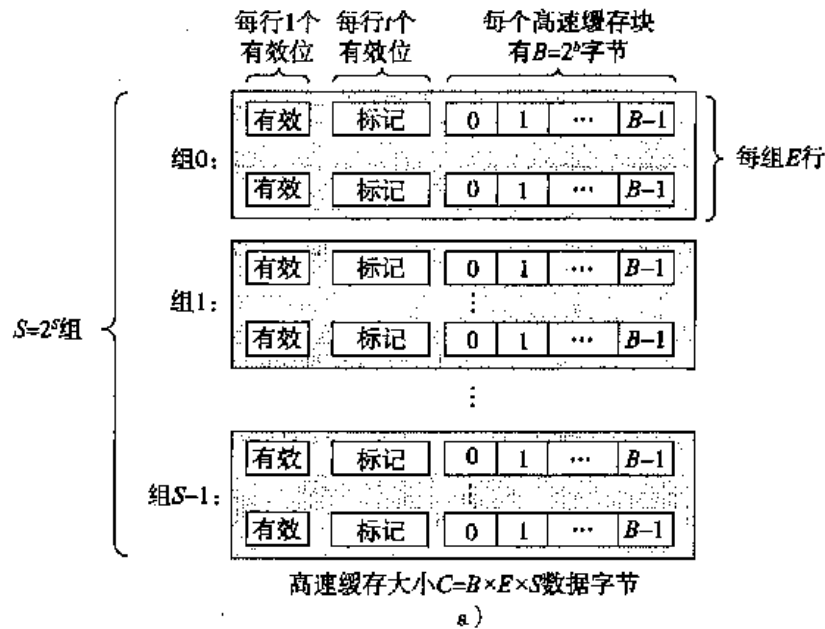 每行1个 每行t个 每个高速缓存块
有效位 有效位 有B=2ᵇ字节
有效 标记 0 1 … B−1
组0: 每组E行
有效 标记 0 1 … B−1
有效 标记 0 1 … B−1
组1: ⋮
有效 标记 0 1 … B−1
S=2ˢ组
⋮
有效 标记 0 1 … B−1
组S−1: ⋮
有效 标记 0 1 … B−1
高速缓存大小C=B×E×S数据字节
a)